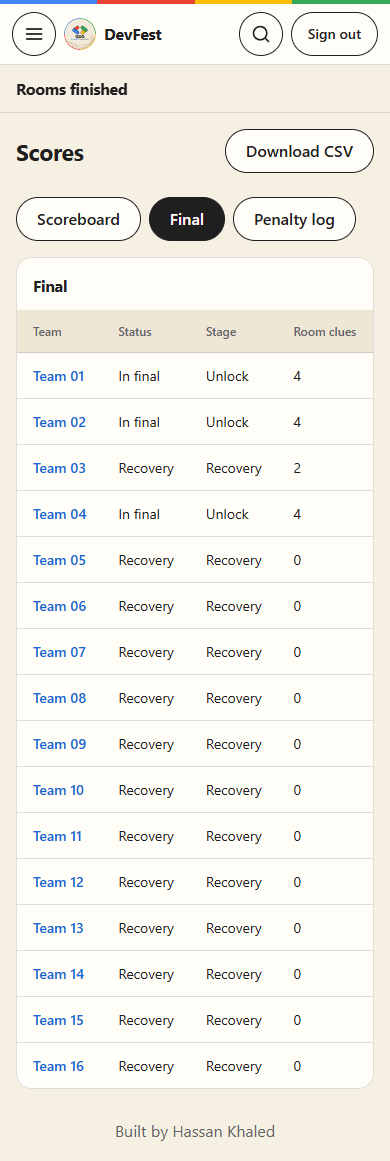 DevFest
Sign out
Rooms finished
Scores
Download CSV
Scoreboard Final Penalty log
Final
Team Status Stage Room clues
Team 01 In final Unlock 4
Team 02 In final Unlock 4
Team 03 Recovery Recovery 2
Team 04 In final Unlock 4
Team 05 Recovery Recovery 0
Team 06 Recovery Recovery 0
Team 07 Recovery Recovery 0
Team 08 Recovery Recovery 0
Team 09 Recovery Recovery 0
Team 10 Recovery Recovery 0
Team 11 Recovery Recovery 0
Team 12 Recovery Recovery 0
Team 13 Recovery Recovery 0
Team 14 Recovery Recovery 0
Team 15 Recovery Recovery 0
Team 16 Recovery Recovery 0
Built by Hassan Khaled